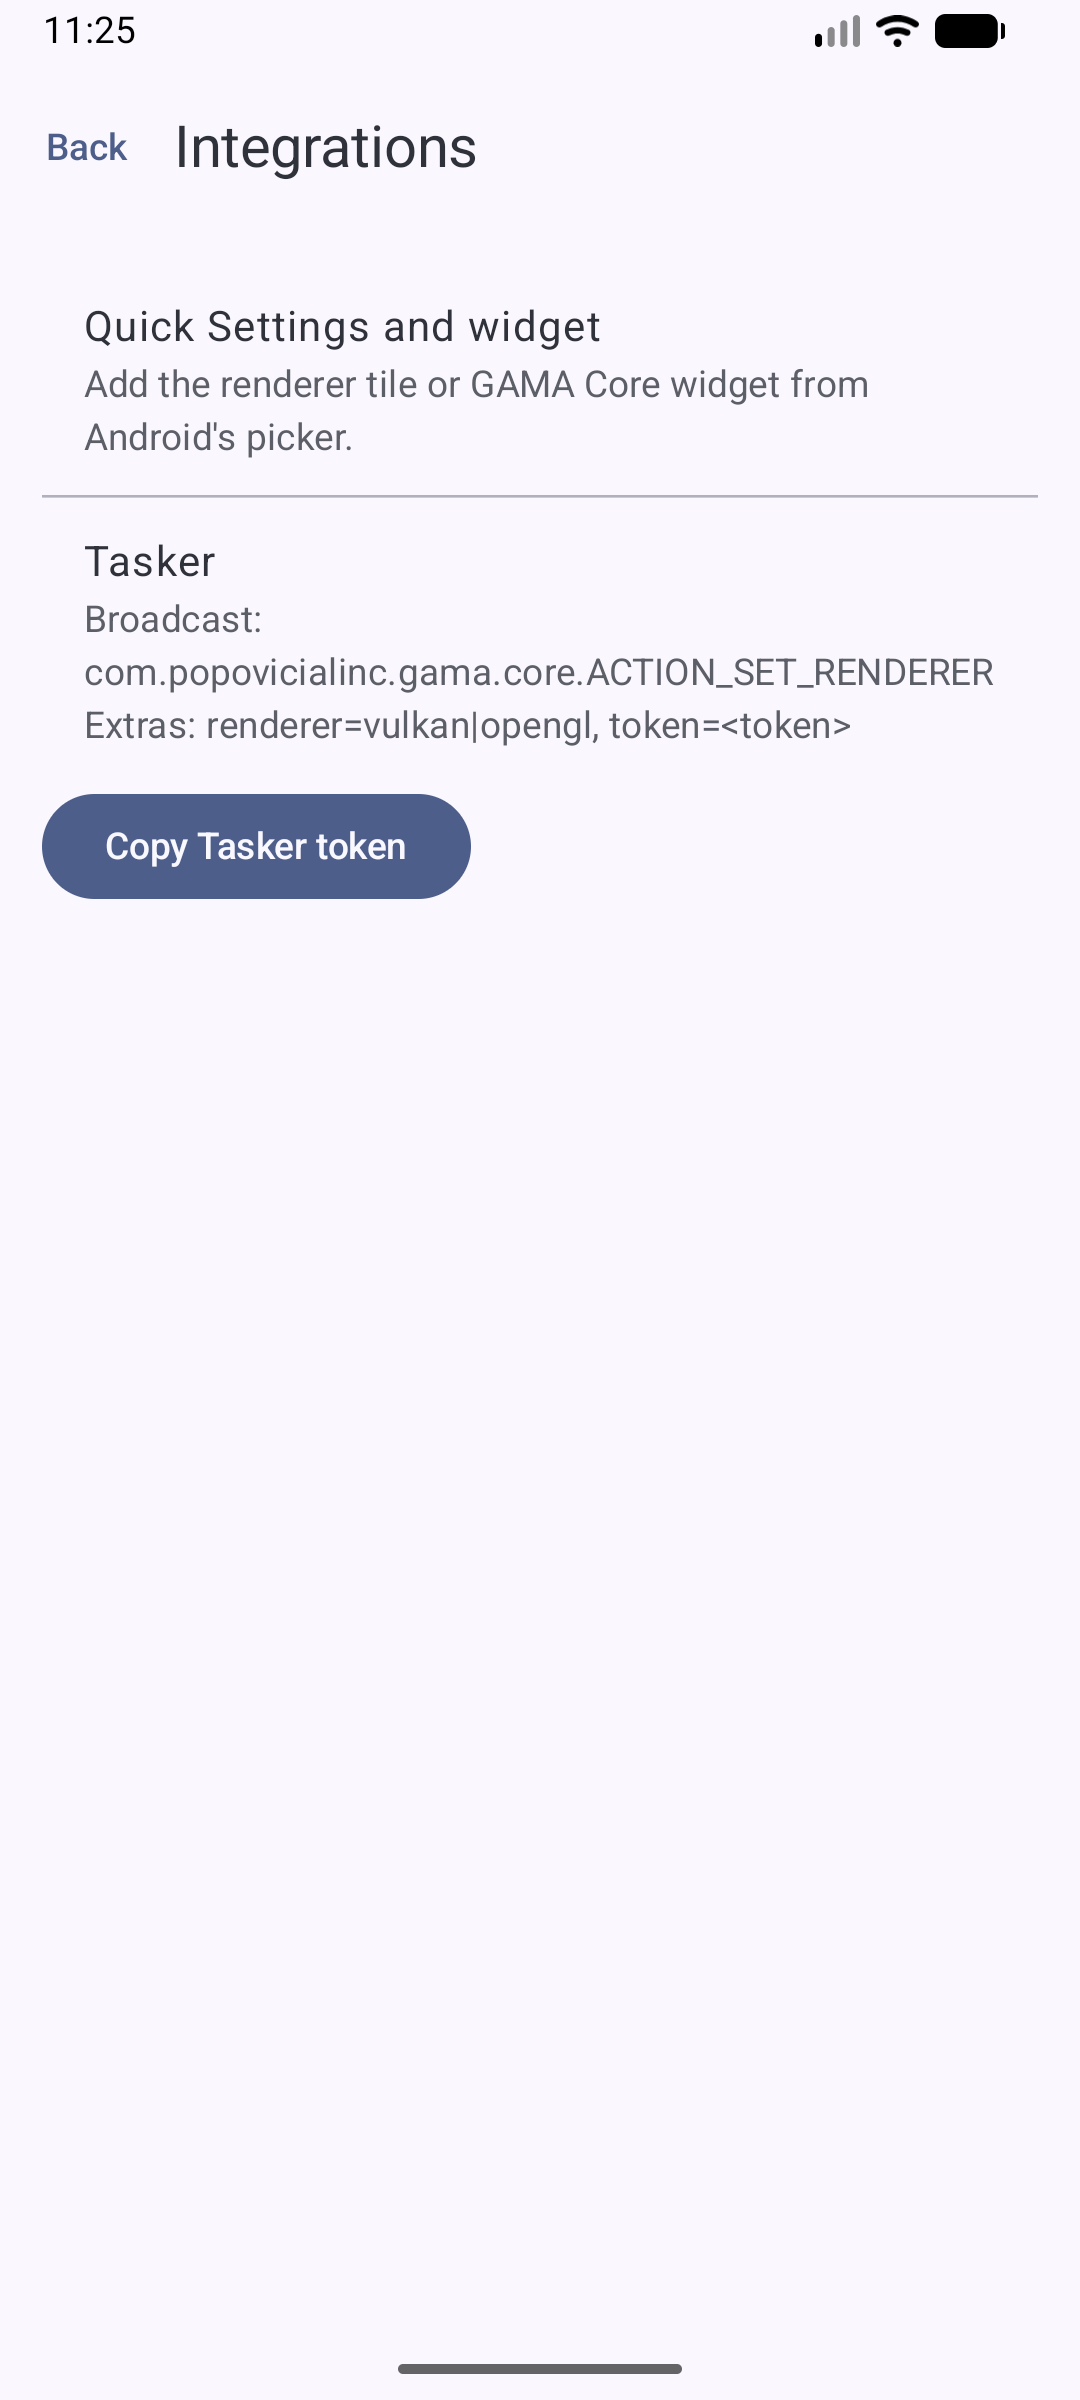 11:25
Back
Integrations
Quick Settings and widget
Add the renderer tile or GAMA Core widget from
Android's picker.
Tasker
Broadcast:
com.popovicialinc.gama.core.ACTION_SET_RENDERER
Extras: renderer=vulkan|opengl, token=<token>
Copy Tasker token